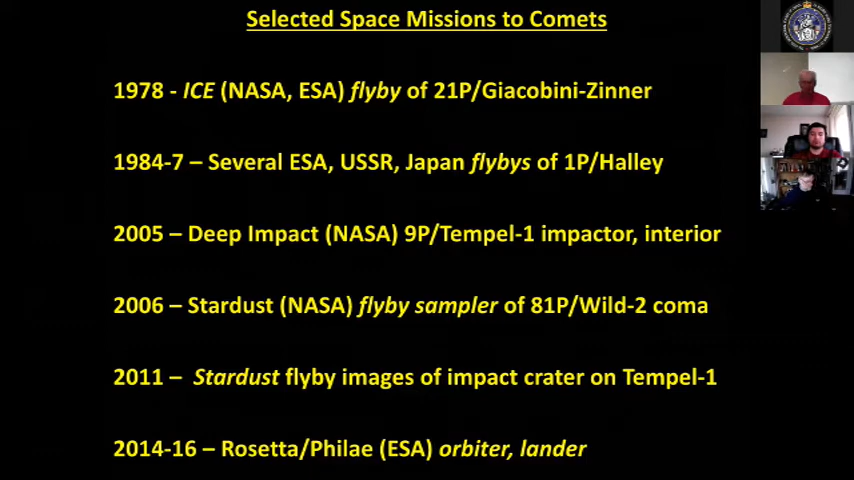 Selected Space Missions to Comets
1978 - ICE (NASA, ESA) flyby of 21P/Giacobini-Zinner
1984-7 – Several ESA, USSR, Japan flybys of 1P/Halley
2005 – Deep Impact (NASA) 9P/Tempel-1 impactor, interior
2006 – Stardust (NASA) flyby sampler of 81P/Wild-2 coma
2011 – Stardust flyby images of impact crater on Tempel-1
2014-16 – Rosetta/Philae (ESA) orbiter, lander